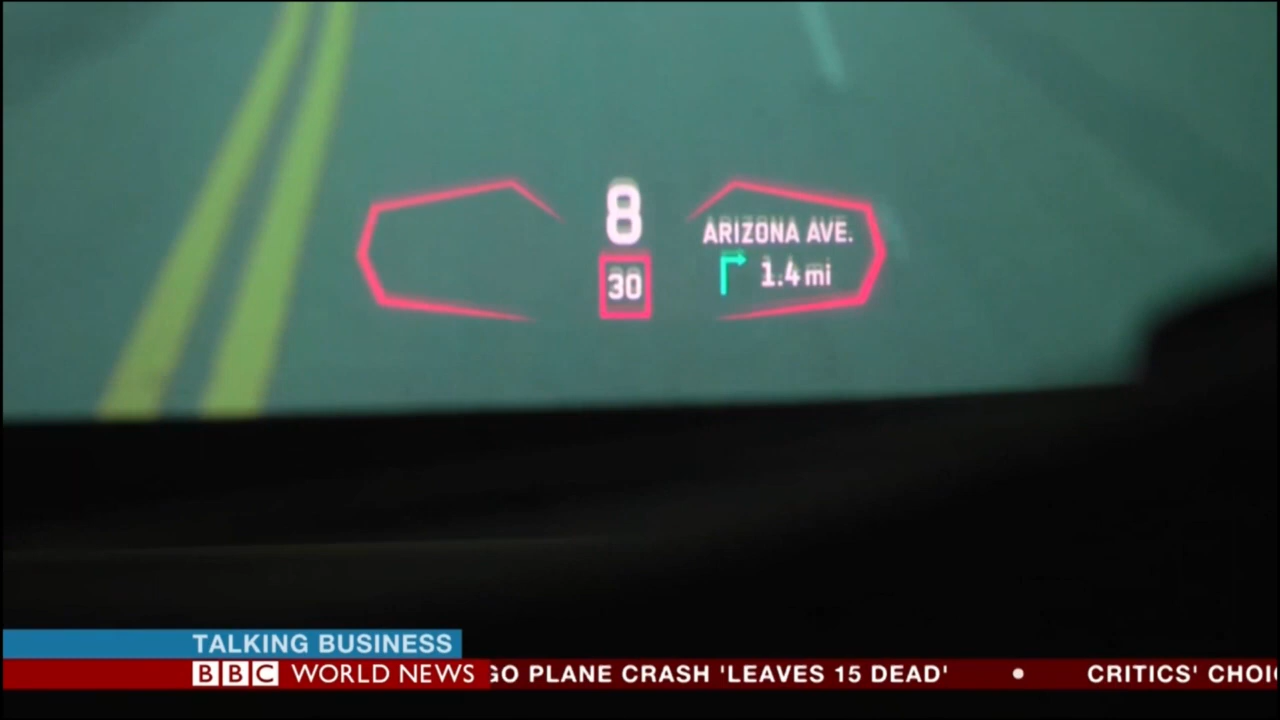 8
30
ARIZONA AVE.
1.4 mi
TALKING BUSINESS
BBC WORLD NEWS
PLANE CRASH 'LEAVES 15 DEAD' • CRITICS'